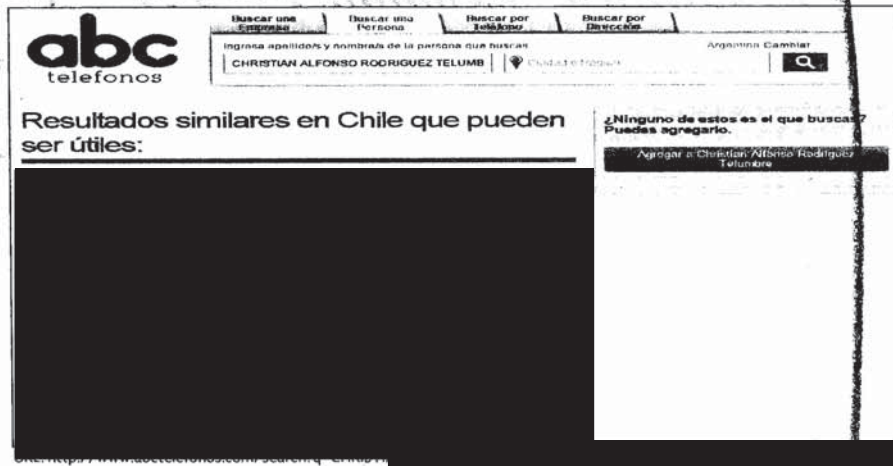 abc
telefonos
Buscar una Empresa
Buscar una Persona
Buscar por Teléfono
Buscar por Dirección
Ingresa apellido/s y nombre/s de la persona que buscas
Argentina Cambiar
CHRISTIAN ALFONSO RODRIGUEZ TELUMB
Resultados similares en Chile que pueden
ser útiles:
¿Ninguno de estos es el que buscas?
Puedes agregarlo.
Agregar a Christian Alfonso Rodriguez
Telumbre